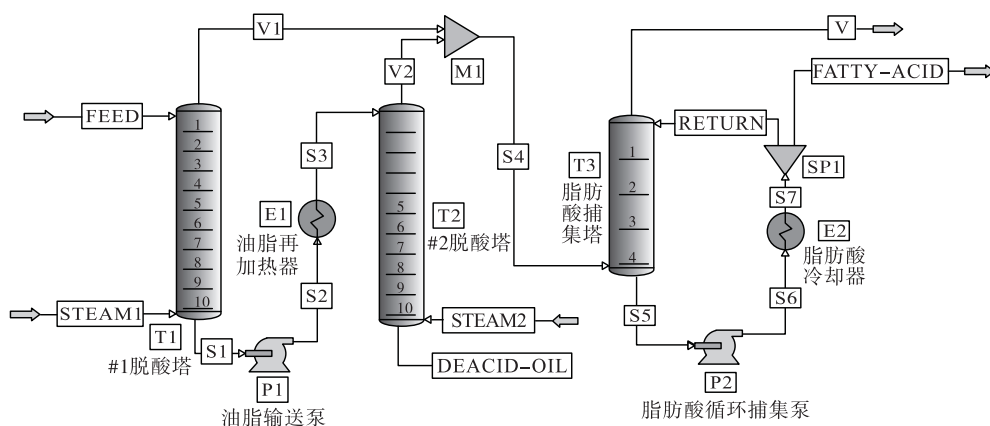 V1
V2
M1
V
FATTY-ACID
FEED
1
2
3
4
5
6
7
8
9
10
STEAM1
T1
#1脱酸塔
S1
P1
油脂输送泵
S2
E1
油脂再
加热器
S3
5
6
7
8
9
10
T2
#2脱酸塔
STEAM2
DEACID-OIL
S4
RETURN
1
2
3
4
T3
脂肪
酸捕
集塔
SP1
S7
E2
脂肪酸
冷却器
S6
S5
P2
脂肪酸循环捕集泵